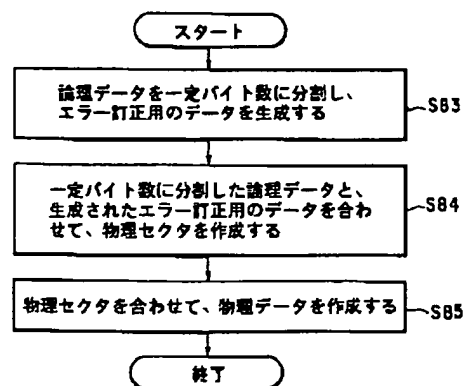 スタート
論理データを一定バイト数に分割し、
エラー訂正用のデータを生成する
S83
一定バイト数に分割した論理データと、
生成されたエラー訂正用のデータを合わ
せて、物理セクタを作成する
S84
物理セクタを合わせて、物理データを作成する
S85
終了